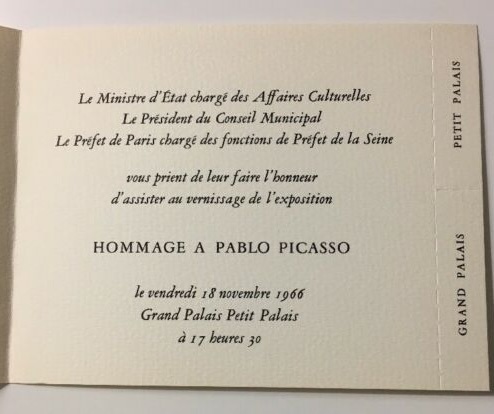 Le Ministre d'État chargé des Affaires Culturelles
Le Président du Conseil Municipal
Le Préfet de Paris chargé des fonctions de Préfet de la Seine
vous prient de leur faire l'honneur
d'assister au vernissage de l'exposition
HOMMAGE A PABLO PICASSO
le vendredi 18 novembre 1966
Grand Palais Petit Palais
à 17 heures 30
PETIT PALAIS
GRAND PALAIS